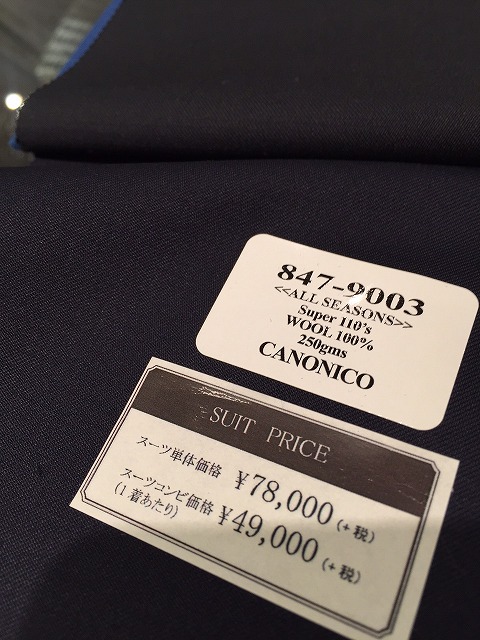 847-9003
<<ALL SEASONS>>
Super 110's
WOOL 100%
250gms
CANONICO
SUIT PRICE
スーツ単体価格 ¥78,000 (+税)
スーツコンビ価格 ¥49,000 (+税)
(1着あたり)